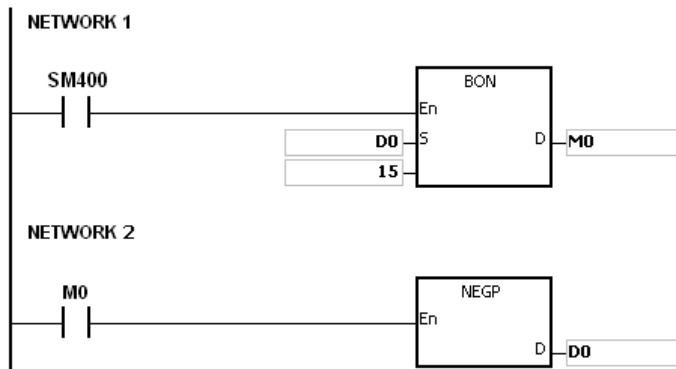 NETWORK 1
SM400
BON
En
D0 S D M0
15
NETWORK 2
M0
NEGP
En
D D0